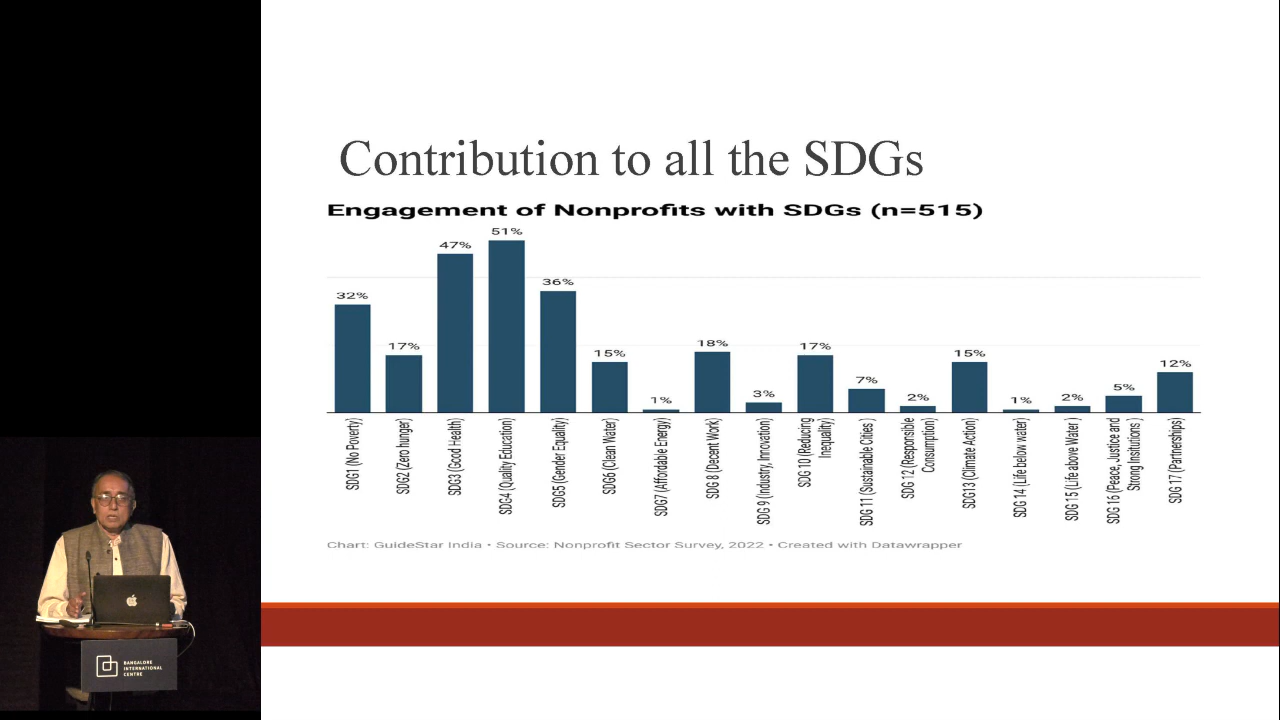 Contribution to all the SDGs
Engagement of Nonprofits with SDGs (n=515)
32%
17%
47%
51%
36%
15%
1%
18%
3%
17%
7%
2%
15%
1%
2%
5%
12%
SDG1 (No Poverty)
SDG2 (Zero hunger)
SDG3 (Good Health)
SDG4 (Quality Education)
SDG5 (Gender Equality)
SDG6 (Clean Water)
SDG7 (Affordable Energy)
SDG 8 (Decent Work)
SDG 9 (Industry, Innovation)
SDG 10 (Reducing
Inequality)
SDG 11 (Sustainable Cities )
SDG 12 (Responsible
Consumption)
SDG13 (Climate Action)
SDG 14 (Life below water)
SDG 15 (Life above Water )
SDG 16 (Peace, Justice and
Strong Insitutions )
SDG 17 (Partnerships)
Chart: GuideStar India • Source: Nonprofit Sector Survey, 2022 • Created with Datawrapper
BANGALORE
INTERNATIONAL
CENTRE